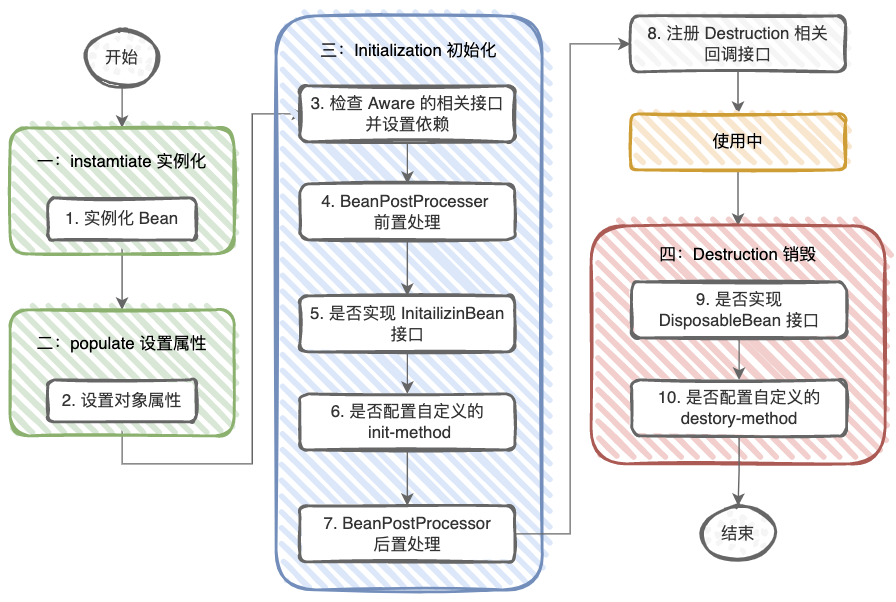 开始
一：instamtiate 实例化
1. 实例化 Bean
二：populate 设置属性
2. 设置对象属性
三：Initialization 初始化
3. 检查 Aware 的相关接口
并设置依赖
4. BeanPostProcesser
前置处理
5. 是否实现 InitailizinBean
接口
6. 是否配置自定义的
init-method
7. BeanPostProcessor
后置处理
8. 注册 Destruction 相关
回调接口
使用中
四：Destruction 销毁
9. 是否实现
DisposableBean 接口
10. 是否配置自定义的
destory-method
结束